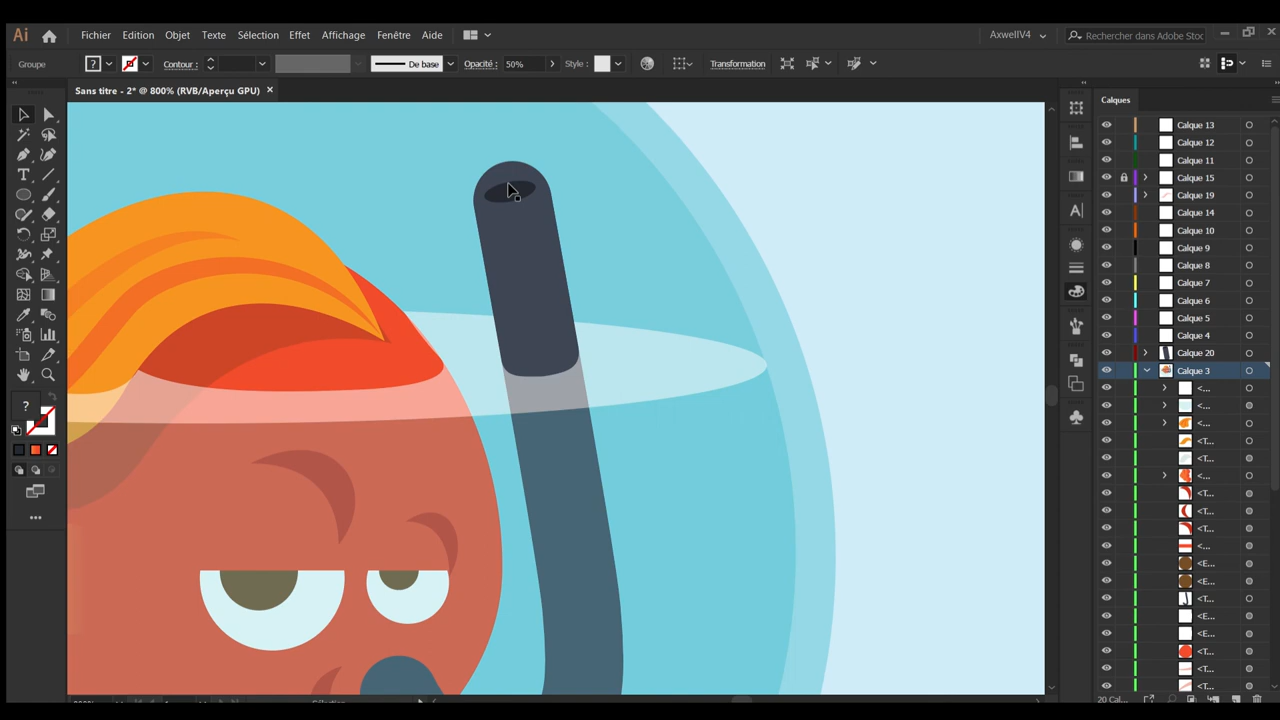 Ai Fichier Edition Objet Texte Sélection Effet Affichage Fenêtre Aide AxwellV4 Rechercher dans Adobe Stoc
Groupe ? Contour : De base Opacité : 50% Style : Transformation
Sans titre - 2* @ 800% (RVB/Aperçu GPU) ×
Calques
Calque 13
Calque 12
Calque 11
Calque 15
Calque 19
Calque 14
Calque 10
Calque 9
Calque 8
Calque 7
Calque 6
Calque 5
Calque 4
Calque 20
Calque 3
<...
<...
<...
<T...
<T...
<...
<T...
<T...
<T...
<...
<E...
<E...
<T...
<E...
<E...
<T...
<T...
<T...
?
Sélection
20 Cal...